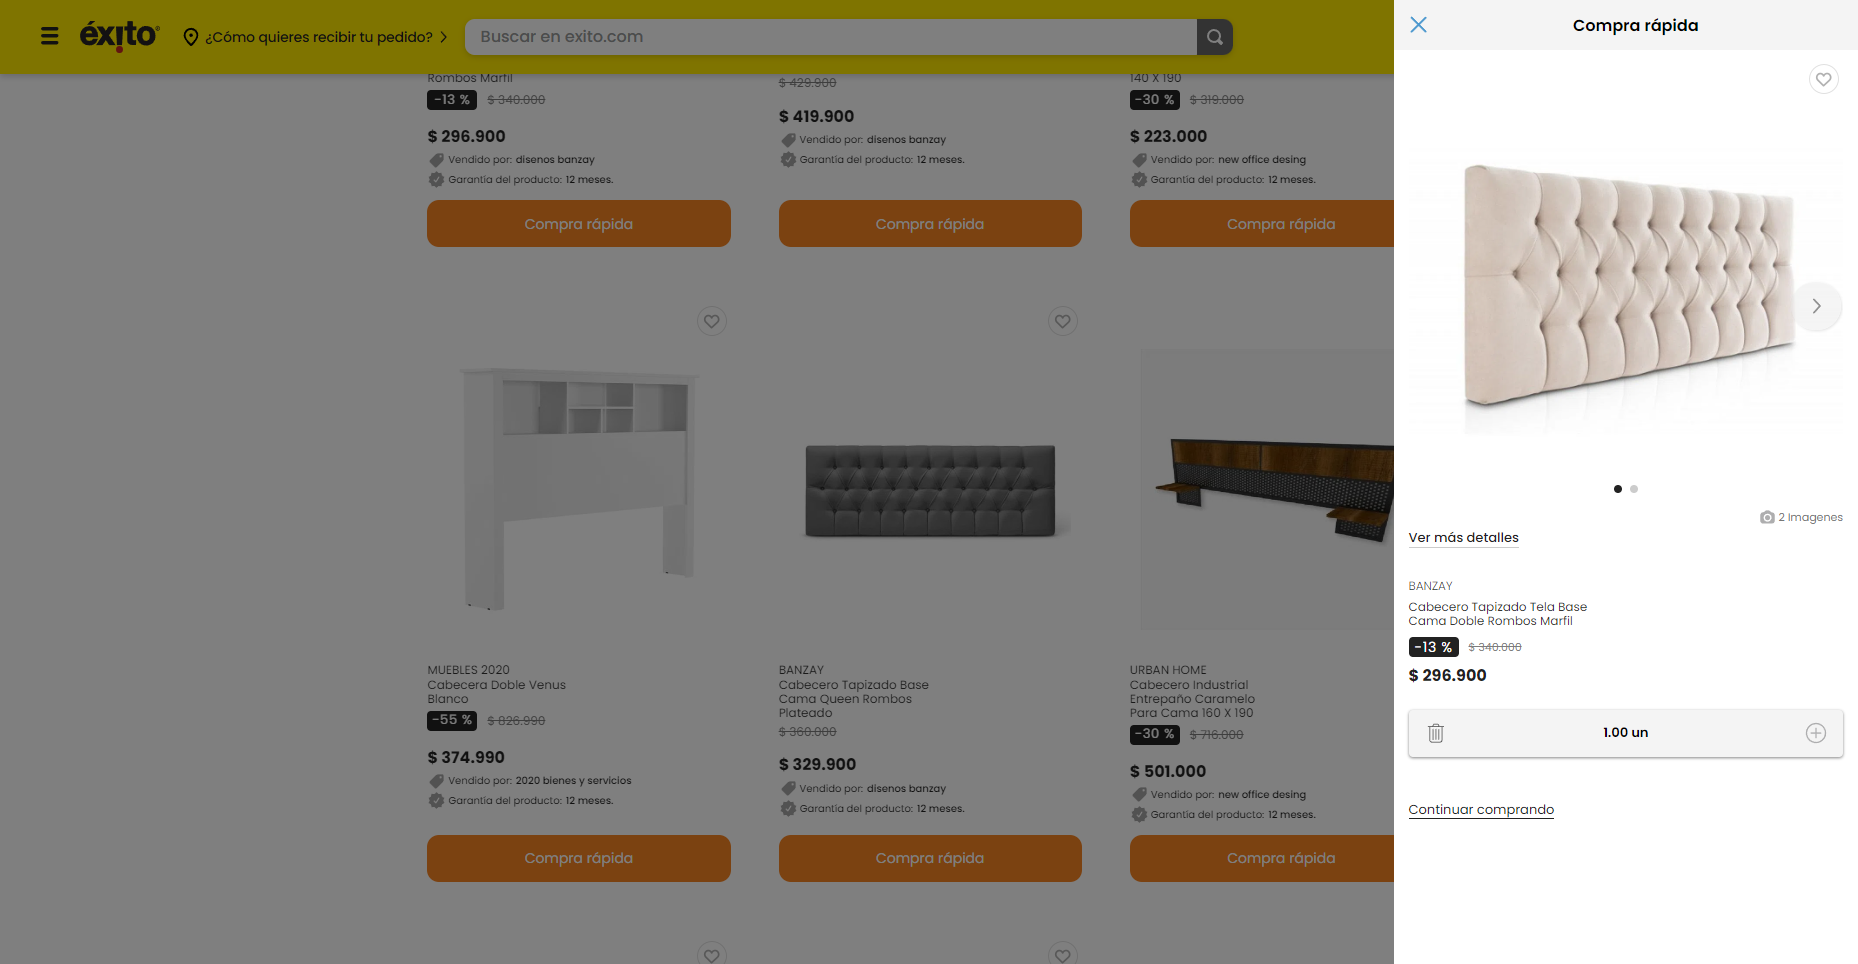 éxito
¿Cómo quieres recibir tu pedido?
Buscar en exito.com
Rombos Marfil
-13 % $ 340.000
$ 296.900
Vendido por: disenos banzay
Garantía del producto: 12 meses.
Compra rápida
$ 429.900
$ 419.900
Vendido por: disenos banzay
Garantía del producto: 12 meses.
Compra rápida
140 X 190
-30 % $ 319.000
$ 223.000
Vendido por: new office desing
Garantía del producto: 12 meses.
Compra rápida
MUEBLES 2020
Cabecera Doble Venus
Blanco
-55 % $ 826.990
$ 374.990
Vendido por: 2020 bienes y servicios
Garantía del producto: 12 meses.
Compra rápida
BANZAY
Cabecero Tapizado Base
Cama Queen Rombos
Plateado
$ 360.000
$ 329.900
Vendido por: disenos banzay
Garantía del producto: 12 meses.
Compra rápida
URBAN HOME
Cabecero Industrial
Entrepaño Caramelo
Para Cama 160 X 190
-30 % $ 716.000
$ 501.000
Vendido por: new office desing
Garantía del producto: 12 meses.
Compra rápida
Compra rápida
2 Imagenes
Ver más detalles
BANZAY
Cabecero Tapizado Tela Base
Cama Doble Rombos Marfil
-13 % $ 340.000
$ 296.900
1.00 un
Continuar comprando